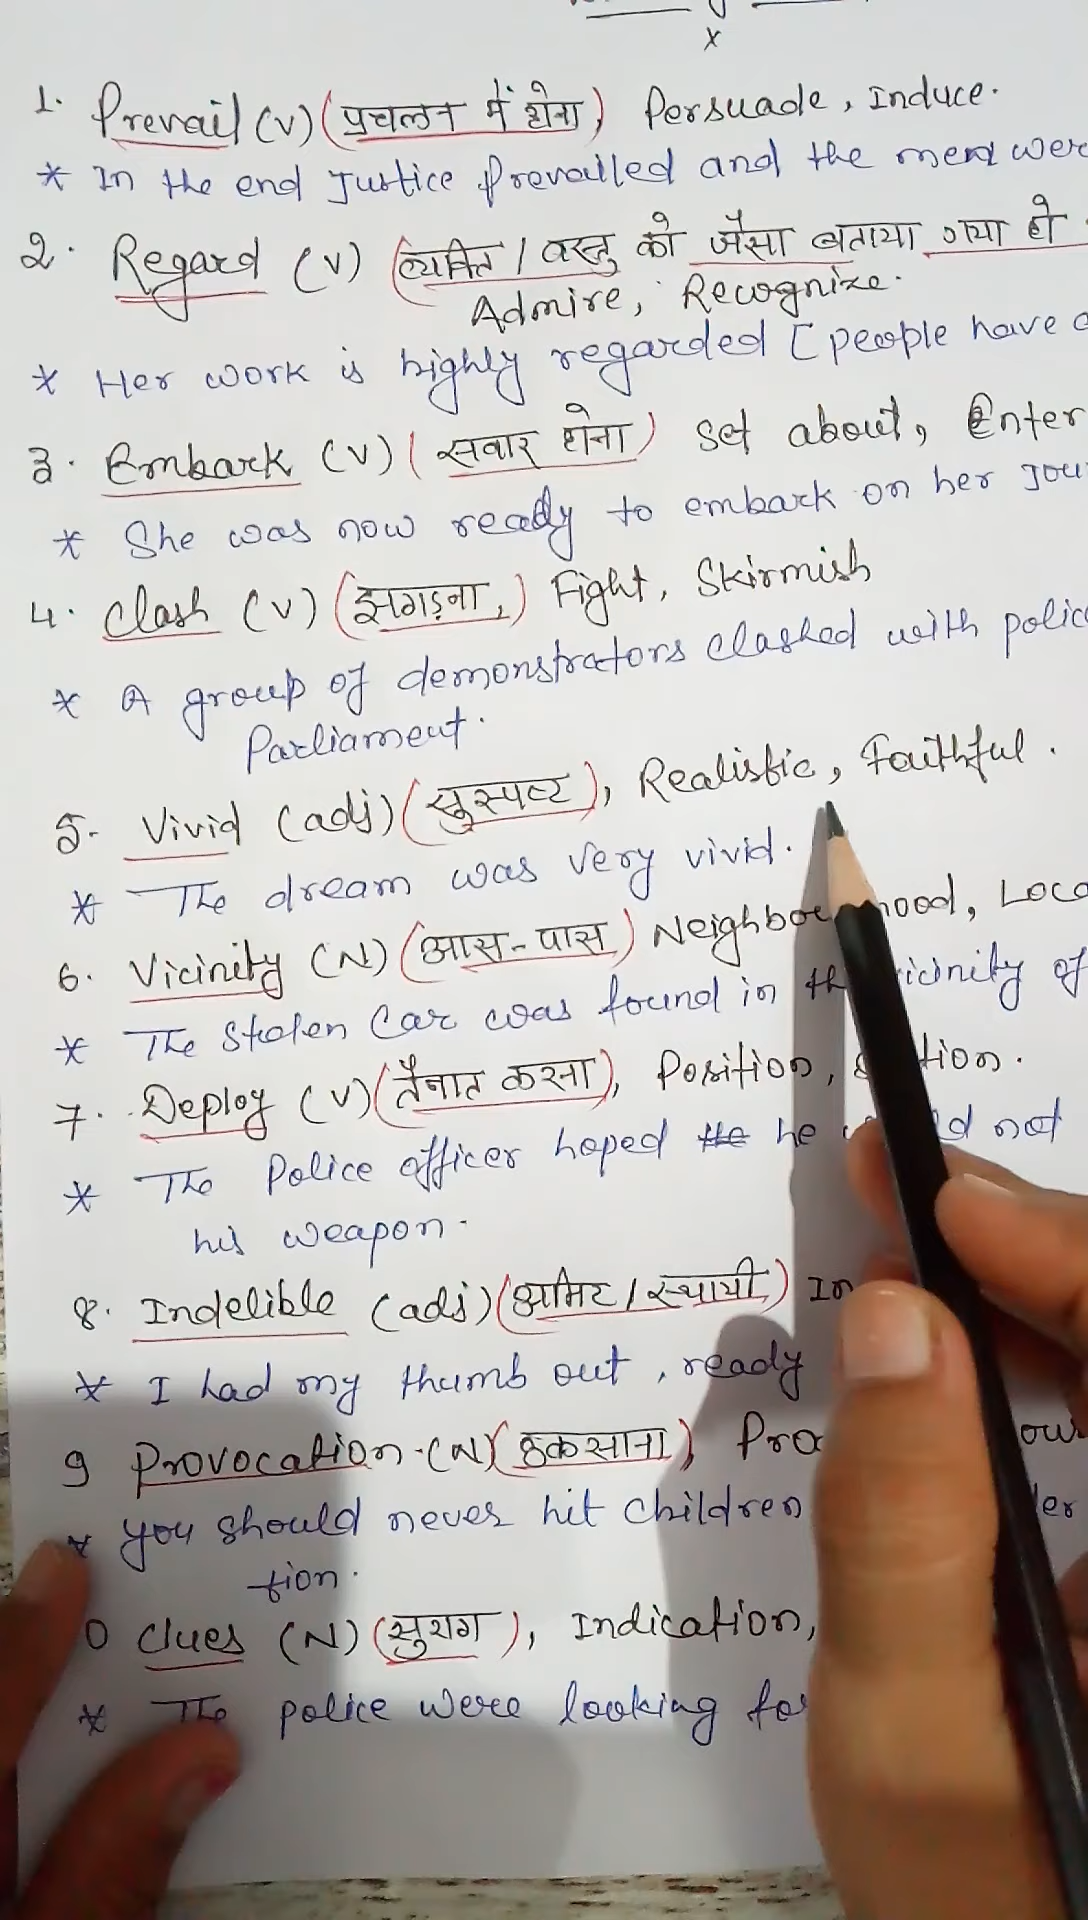 x
1. Prevail (v) (प्रचलन में होना) Persuade, Induce.
* In the end Justice prevailed and the men were
2. Regard (v) (व्यक्ति / वस्तु को जैसा बताया गया हो
Admire, Recognize.
* Her work is highly regarded [people have
3. Embark (v) (सवार होना) set about, Enter
* She was now ready to embark on her
4. Clash (v) (झगड़ना,) Fight, Skirmish
* A group of demonstrators clashed with
Parliament.
5- Vivid (adj) (सुस्पष्ट), Realistic, Faithful.
* The dream was very vivid.
6. Vicinity (N) (आस-पास) Neighbou hood,
* The stolen Car was found in of
7. Deploy (v) (तैनात करना), Position,
* The Police officer hoped he not
his weapon.
8. Indelible (adj) (अमिट / स्थायी)
* I had my thumb out, ready
9 Provocation-(N) (उकसाना),
* You should never hit Children
tion.
0 Clues (N) (सुराग), Indication,
* The police were looking for